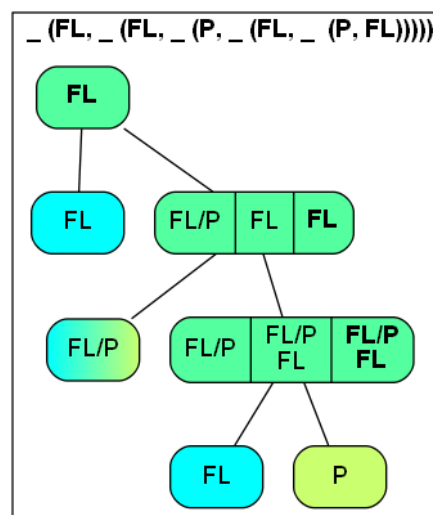 _ (FL, _ (FL, _ (P, _ (FL, _ (P, FL)))))
FL
FL
FL/P FL FL
FL/P
FL/P FL/P FL/P
FL FL
FL P